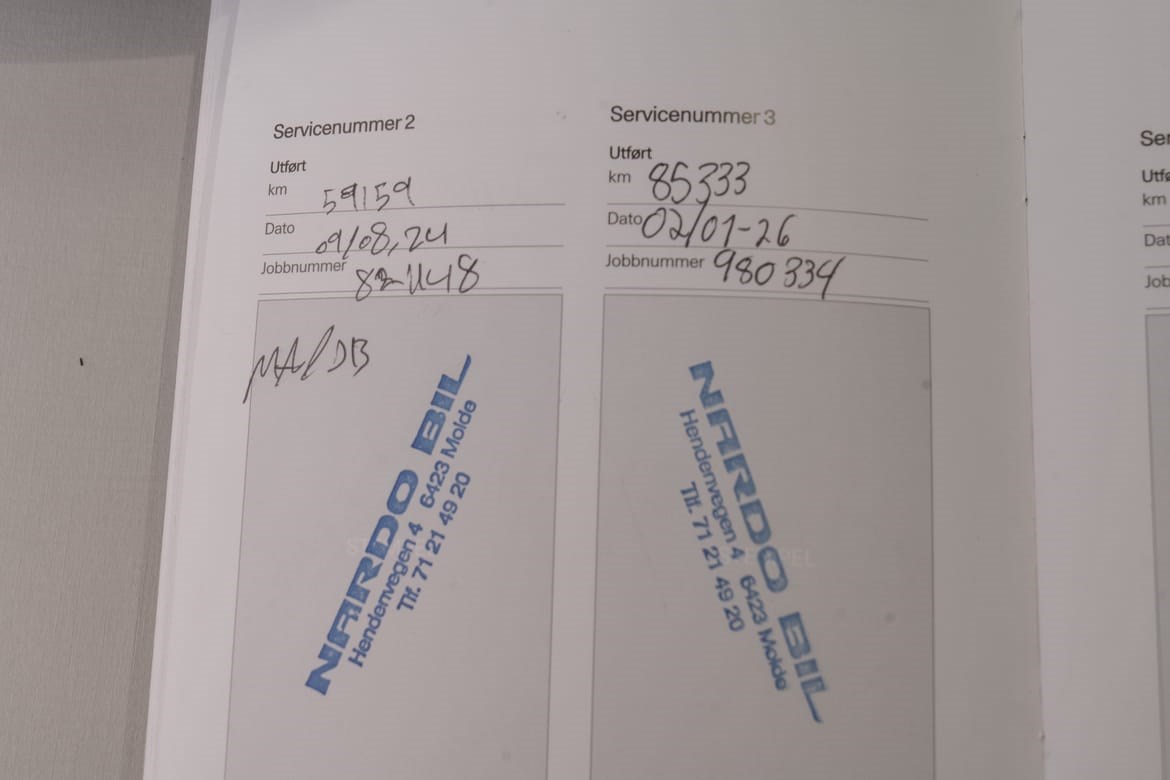 Servicenummer 2
Utført
km 59159
Dato 09/08,24
Jobbnummer
NARDO BIL
Hendenvegen 4 6423 Molde
Tlf. 71 21 49 20
Servicenummer 3
Utført
km 85333
Dato 02/01-26
Jobbnummer 980334
NARDO BIL
Hendenvegen 4 6423 Molde
Tlf. 71 21 49 20
km